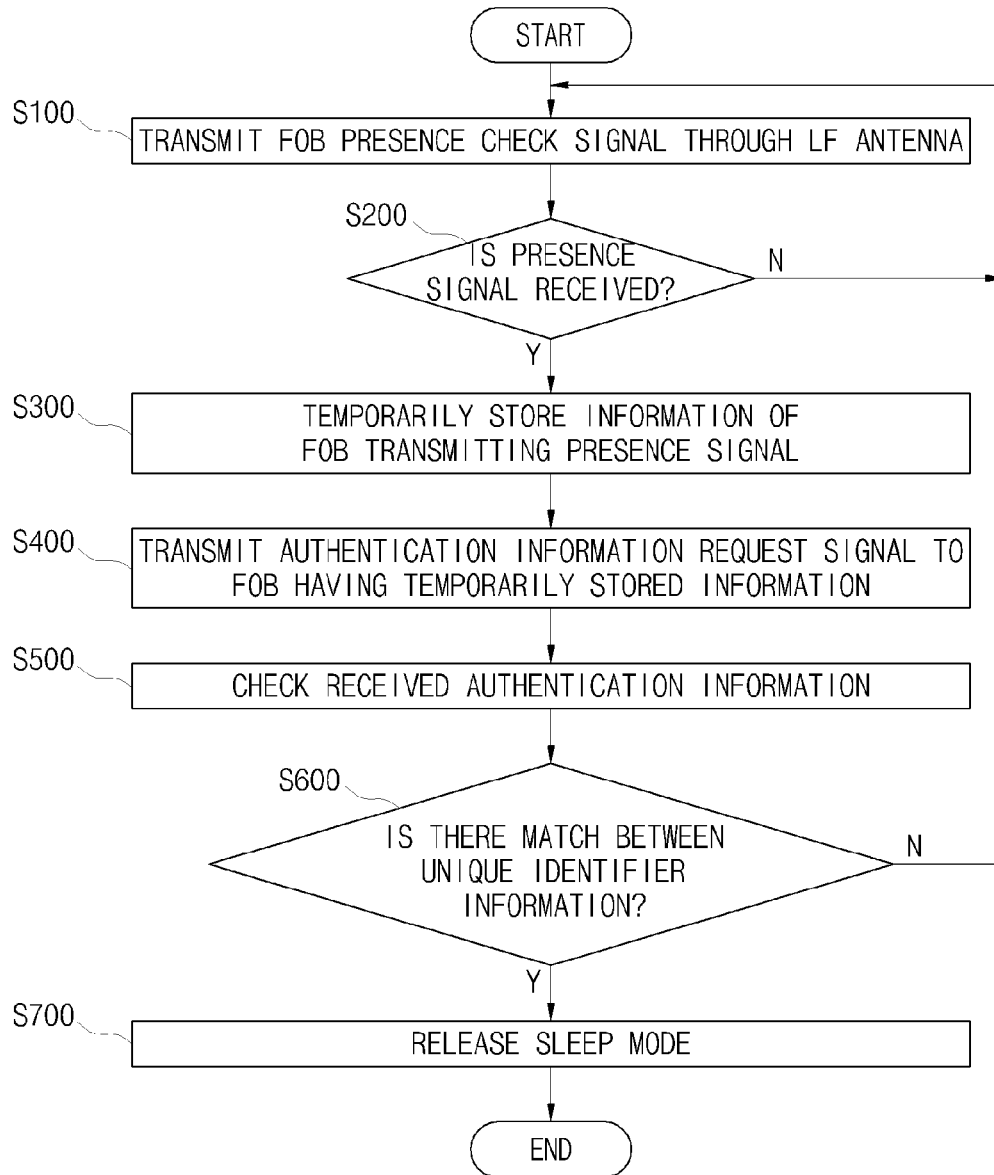 START
S100
TRANSMIT FOB PRESENCE CHECK SIGNAL THROUGH LF ANTENNA
S200
IS PRESENCE
SIGNAL RECEIVED?
N
Y
S300
TEMPORARILY STORE INFORMATION OF
FOB TRANSMITTING PRESENCE SIGNAL
S400
TRANSMIT AUTHENTICATION INFORMATION REQUEST SIGNAL TO
FOB HAVING TEMPORARILY STORED INFORMATION
S500
CHECK RECEIVED AUTHENTICATION INFORMATION
S600
IS THERE MATCH BETWEEN
UNIQUE IDENTIFIER
INFORMATION?
N
Y
S700
RELEASE SLEEP MODE
END